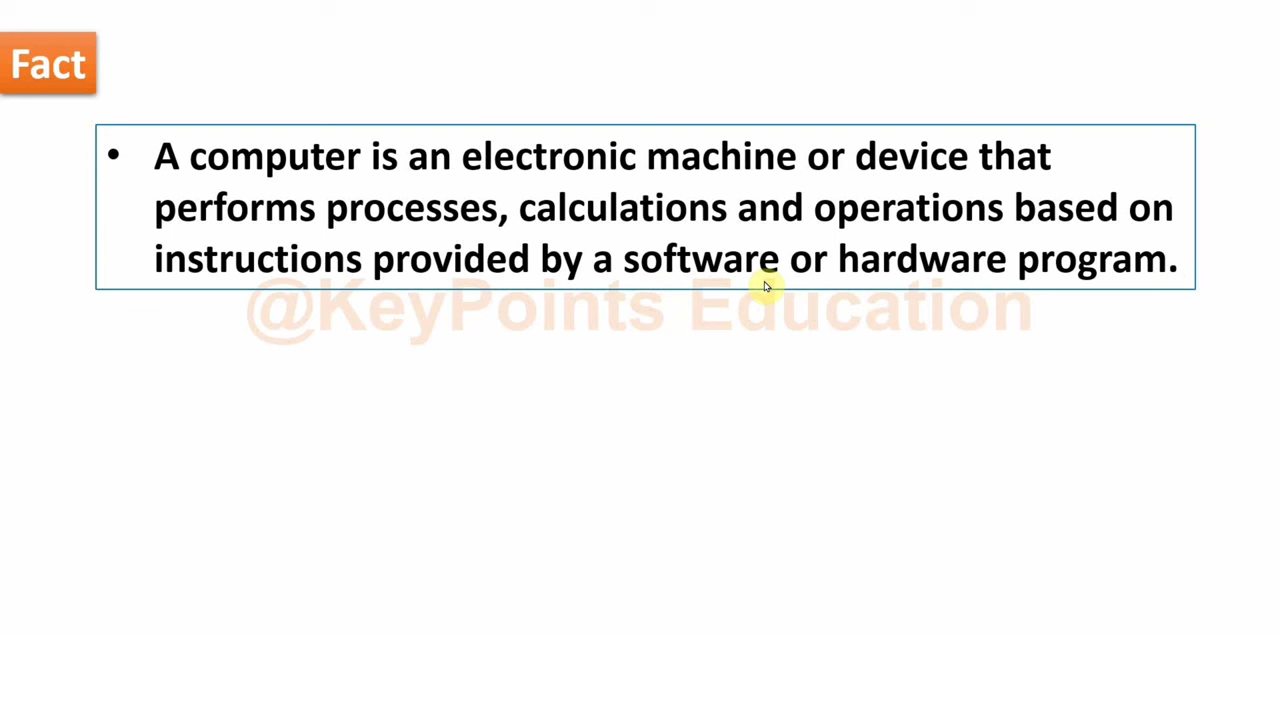 Fact
• A computer is an electronic machine or device that
performs processes, calculations and operations based on
instructions provided by a software or hardware program.
@KeyPoints Education